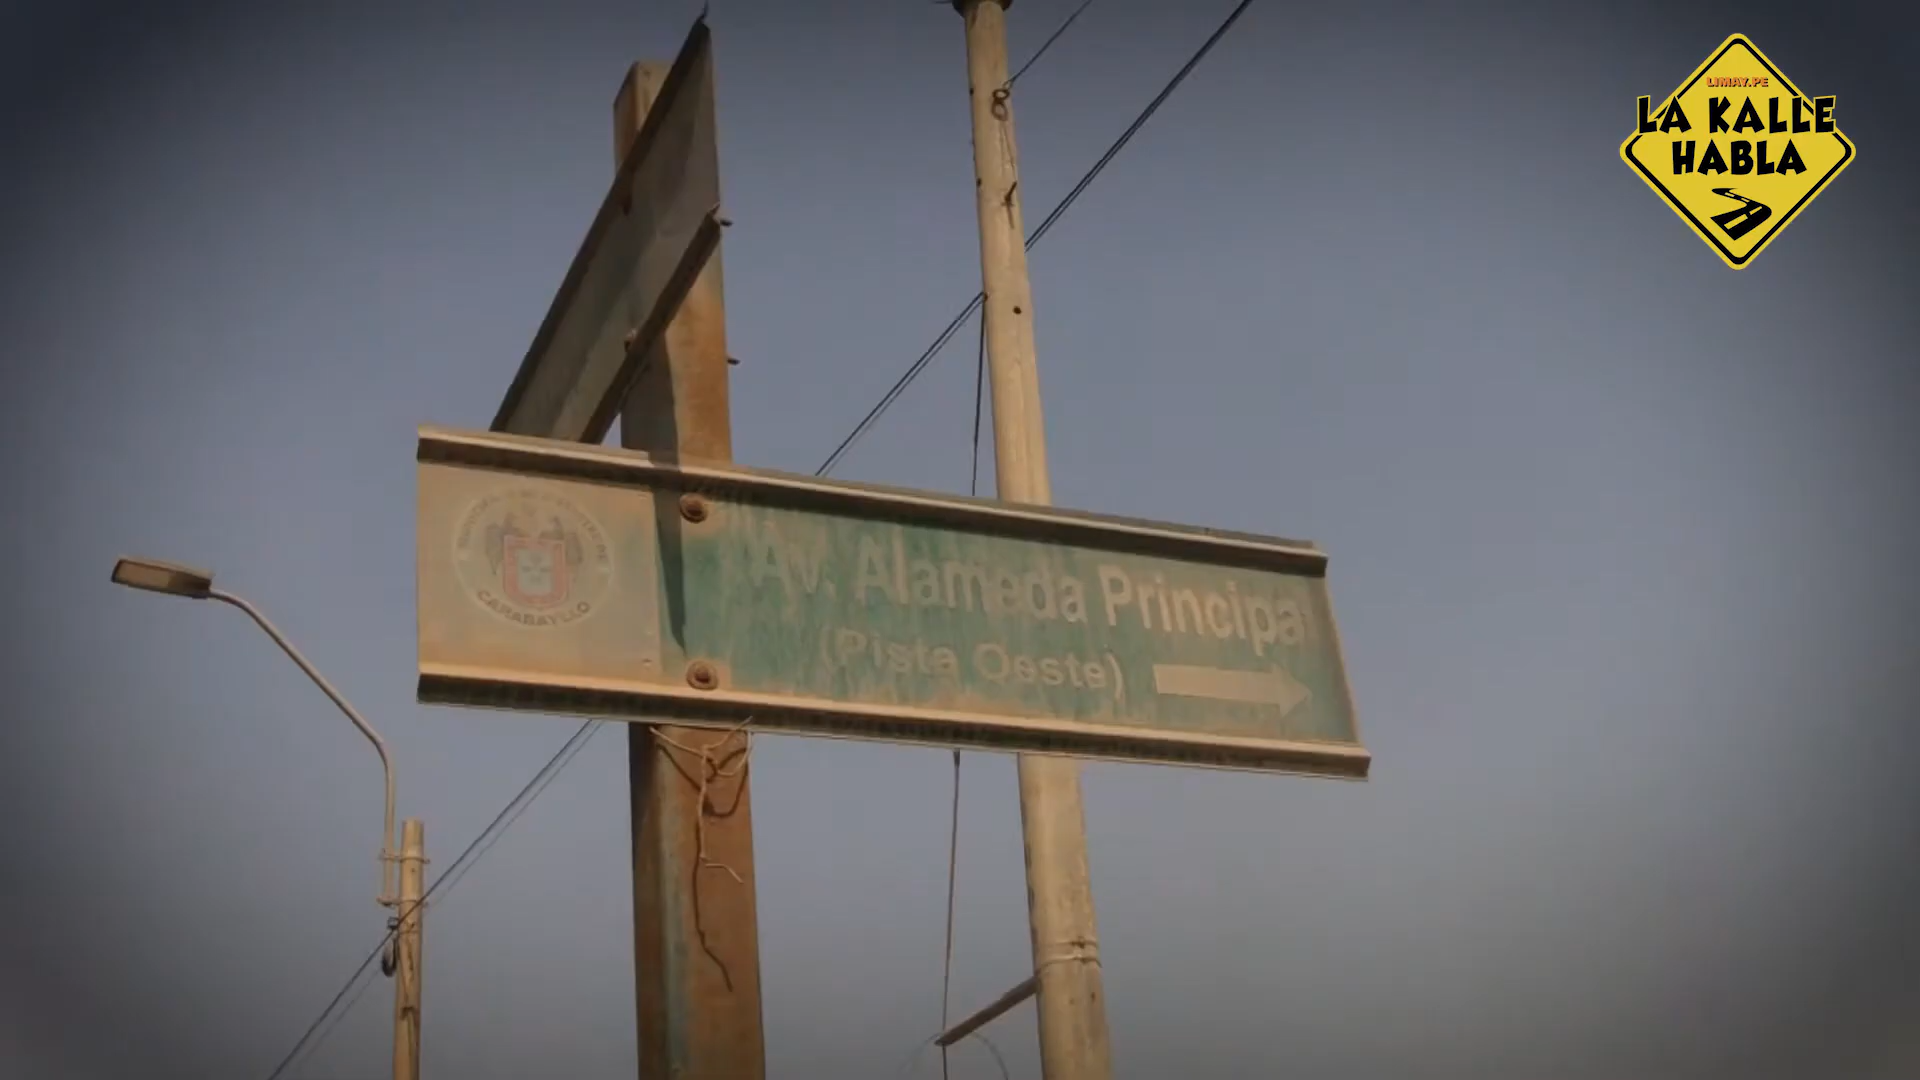 LIMAY.PE
LA KALLE
HABLA
CARABAYLLO
Av. Alameda Principal
(Pista Oeste)